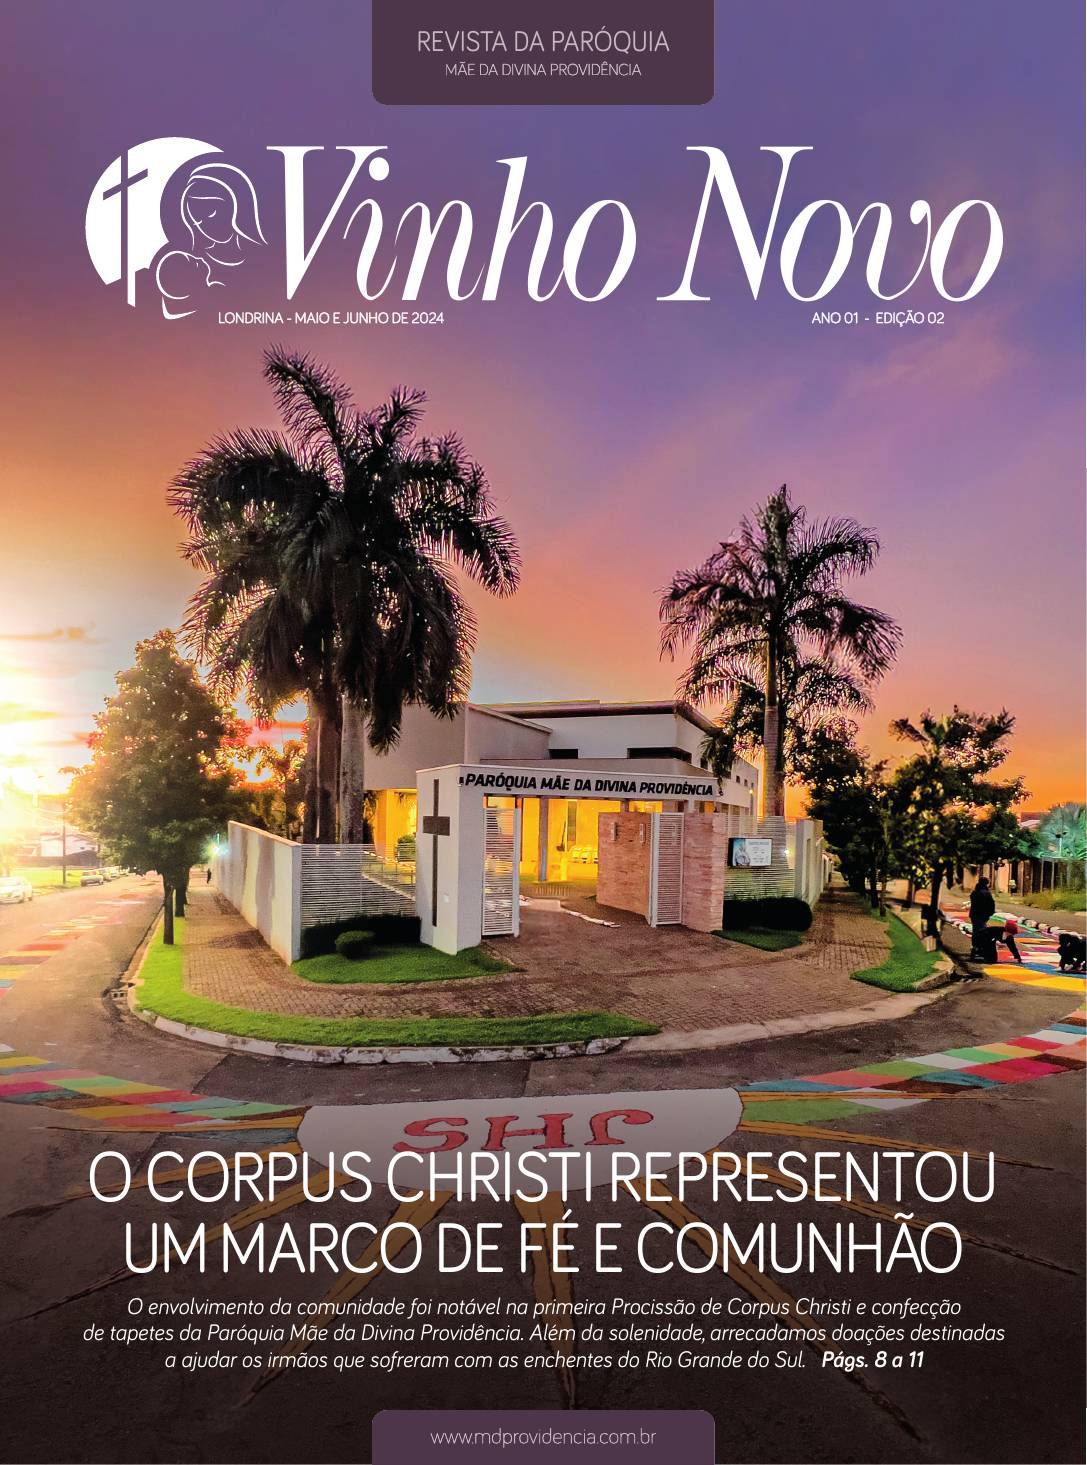 REVISTA DA PARÓQUIA
MÃE DA DIVINA PROVIDÊNCIA
Vinho Novo
LONDRINA - MAIO E JUNHO DE 2024
ANO 01 - EDIÇÃO 02
PARÓQUIA MÃE DA DIVINA PROVIDÊNCIA
JHS
O CORPUS CHRISTI REPRESENTOU
UM MARCO DE FÉ E COMUNHÃO
O envolvimento da comunidade foi notável na primeira Procissão de Corpus Christi e confecção
de tapetes da Paróquia Mãe da Divina Providência. Além da solenidade, arrecadamos doações destinadas
a ajudar os irmãos que sofreram com as enchentes do Rio Grande do Sul. Págs. 8 a 11
www.mdprovidencia.com.br